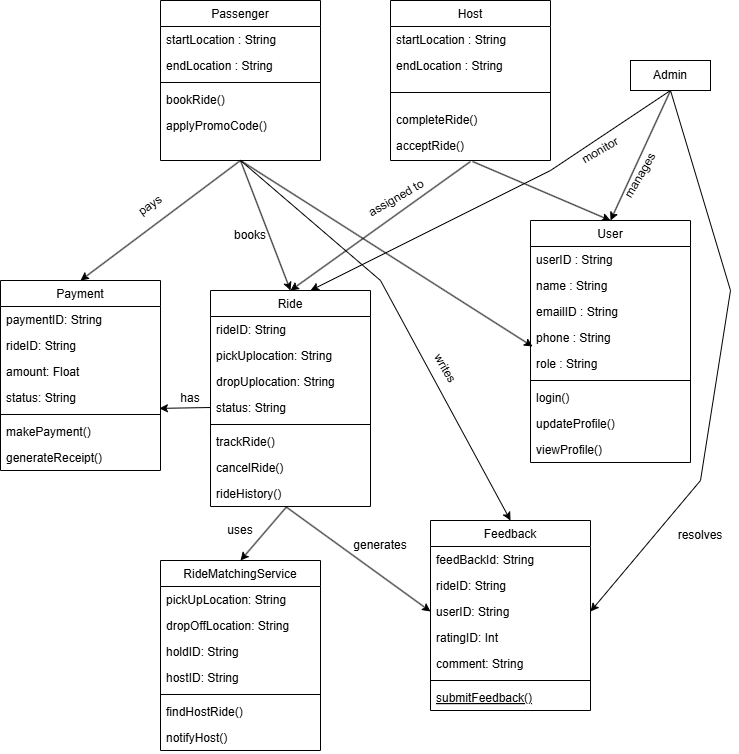 Passenger
startLocation : String
endLocation : String
bookRide()
applyPromoCode()
Host
startLocation : String
endLocation : String
completeRide()
acceptRide()
Admin
pays
books
assigned to
monitor
manages
User
userID : String
name : String
emailID : String
phone : String
role : String
login()
updateProfile()
viewProfile()
Payment
paymentID: String
rideID: String
amount: Float
status: String
makePayment()
generateReceipt()
has
Ride
rideID: String
pickUplocation: String
dropUplocation: String
status: String
trackRide()
cancelRide()
rideHistory()
writes
uses
generates
resolves
RideMatchingService
pickUpLocation: String
dropOffLocation: String
holdID: String
hostID: String
findHostRide()
notifyHost()
Feedback
feedBackId: String
rideID: String
userID: String
ratingID: Int
comment: String
submitFeedback()